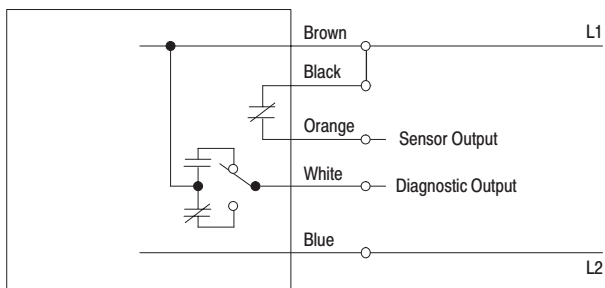 Brown
L1
Black
Orange
Sensor Output
White
Diagnostic Output
Blue
L2